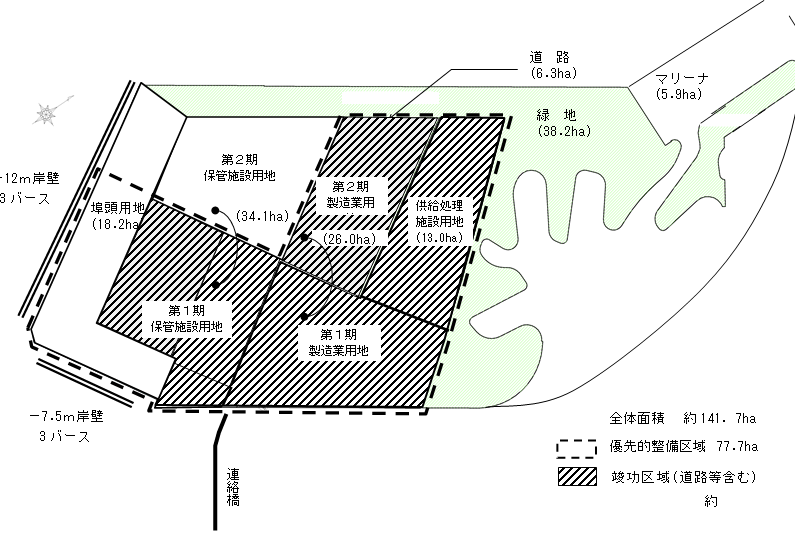 道 路
(6.3ha)
マリーナ
(5.9ha)
緑 地
(38.2ha)
第２期
保管施設用地
第２期
製造業用
供給処理
施設用地
(13.0ha)
(34.1ha)
(26.0ha)
－12ｍ岸壁
3バース
埠頭用地
(18.2ha)
第１期
保管施設用地
第１期
製造業用地
－7.5ｍ岸壁
3バース
連絡橋
全体面積 約141.7ha
優先的整備区域 77.7ha
竣功区域(道路等含む)
約